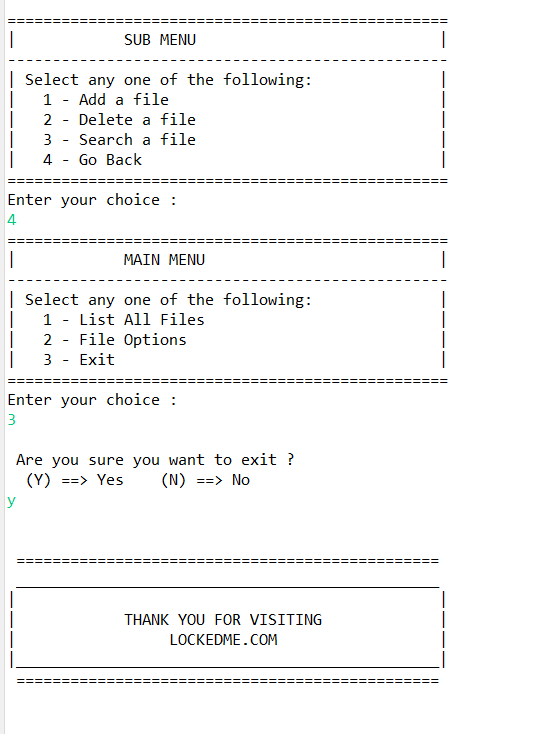 =================================================
|            SUB MENU                           |
-------------------------------------------------
| Select any one of the following:              |
|   1 - Add a file                              |
|   2 - Delete a file                           |
|   3 - Search a file                           |
|   4 - Go Back                                 |
=================================================
Enter your choice :
4
=================================================
|            MAIN MENU                          |
-------------------------------------------------
| Select any one of the following:              |
|   1 - List All Files                          |
|   2 - File Options                            |
|   3 - Exit                                    |
=================================================
Enter your choice :
3
Are you sure you want to exit ?
(Y) ==> Yes    (N) ==> No
y
===============================================
_______________________________________________
|                                               |
|            THANK YOU FOR VISITING             |
|                 LOCKEDME.COM                  |
|_______________________________________________|
===============================================